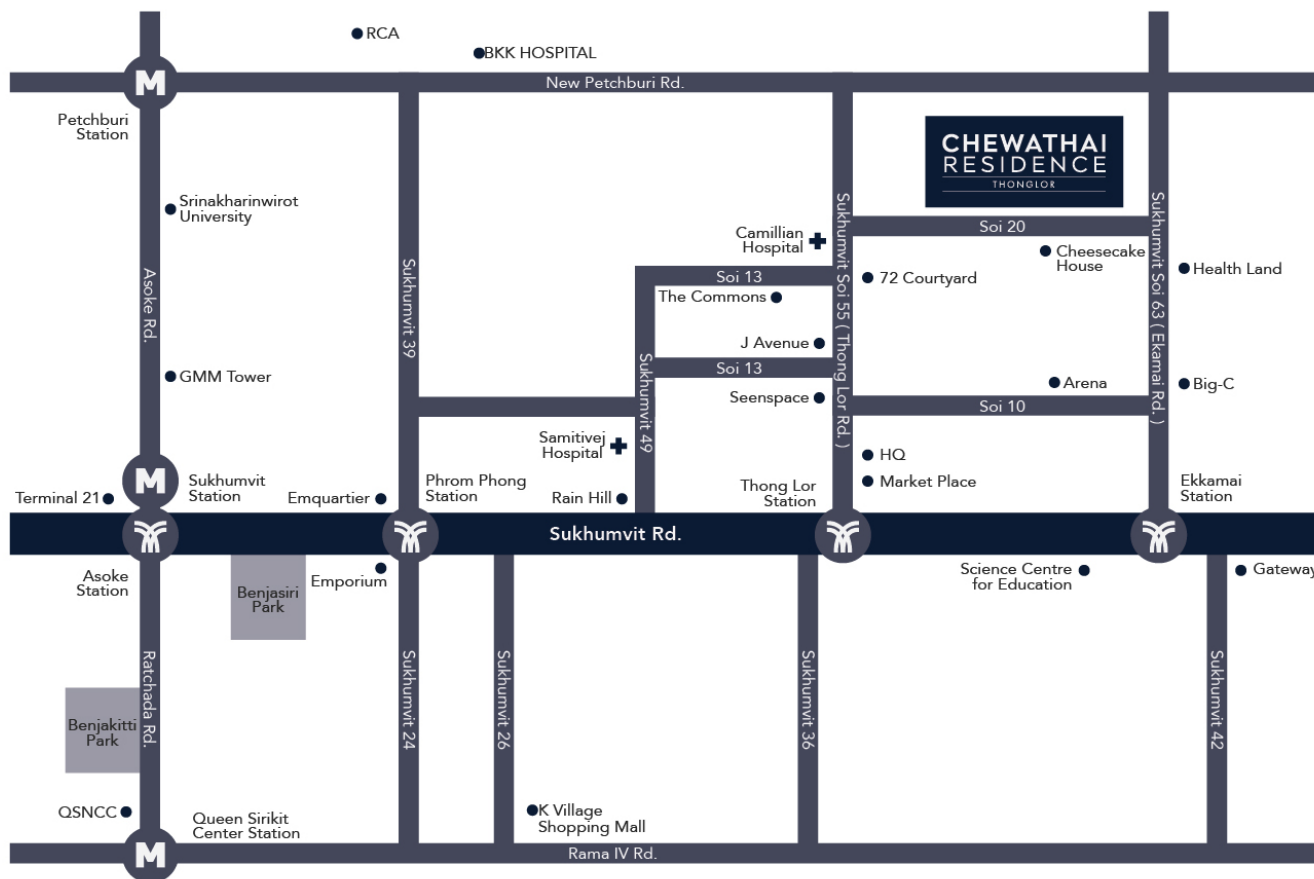 RCA
BKK HOSPITAL
New Petchburi Rd.
M
Petchburi
Station
CHEWATHAI
RESIDENCE
THONGLOR
Srinakharinwirot
University
Asoke Rd.
Sukhumvit 39
Camillian
Hospital
Soi 20
Sukhumvit Soi 55 ( Thong Lor Rd. )
Sukhumvit Soi 63 ( Ekamai Rd. )
Cheesecake
House
Health Land
Soi 13
72 Courtyard
The Commons
J Avenue
Soi 13
Sukhumvit 49
GMM Tower
Seenspace
Arena
Big-C
Soi 10
Samitivej
Hospital
HQ
Market Place
M
Sukhumvit
Station
Terminal 21
Emquartier
Phrom Phong
Station
Rain Hill
Thong Lor
Station
Ekkamai
Station
Sukhumvit Rd.
Asoke
Station
Benjasiri
Park
Emporium
Science Centre
for Education
Gateway
Ratchada Rd.
Sukhumvit 24
Sukhumvit 26
Sukhumvit 36
Sukhumvit 42
Benjakitti
Park
QSNCC
Queen Sirikit
Center Station
K Village
Shopping Mall
M
Rama IV Rd.